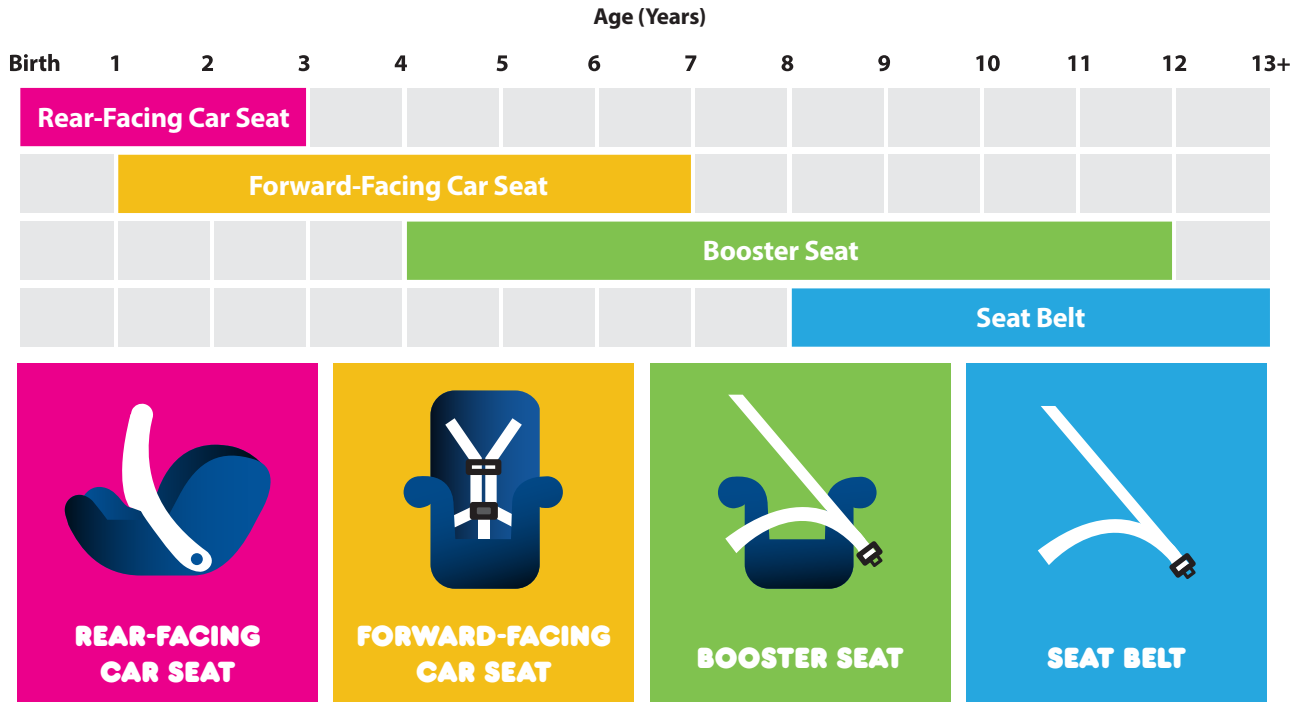 Age (Years)
Birth 1 2 3 4 5 6 7 8 9 10 11 12 13+
Rear-Facing Car Seat
Forward-Facing Car Seat
Booster Seat
Seat Belt
REAR-FACING
CAR SEAT
FORWARD-FACING
CAR SEAT
BOOSTER SEAT
SEAT BELT